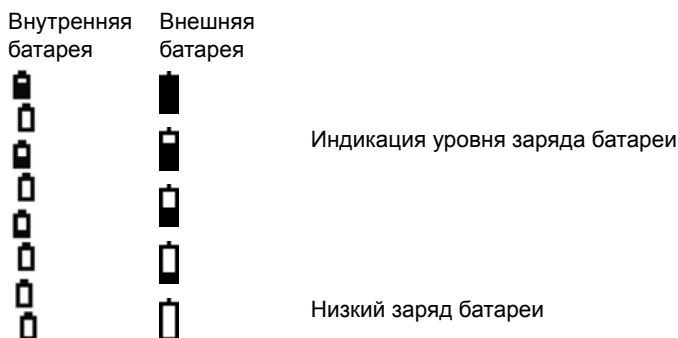 Внутренняя Внешняя
батарея батарея
Индикация уровня заряда батареи
Низкий заряд батареи